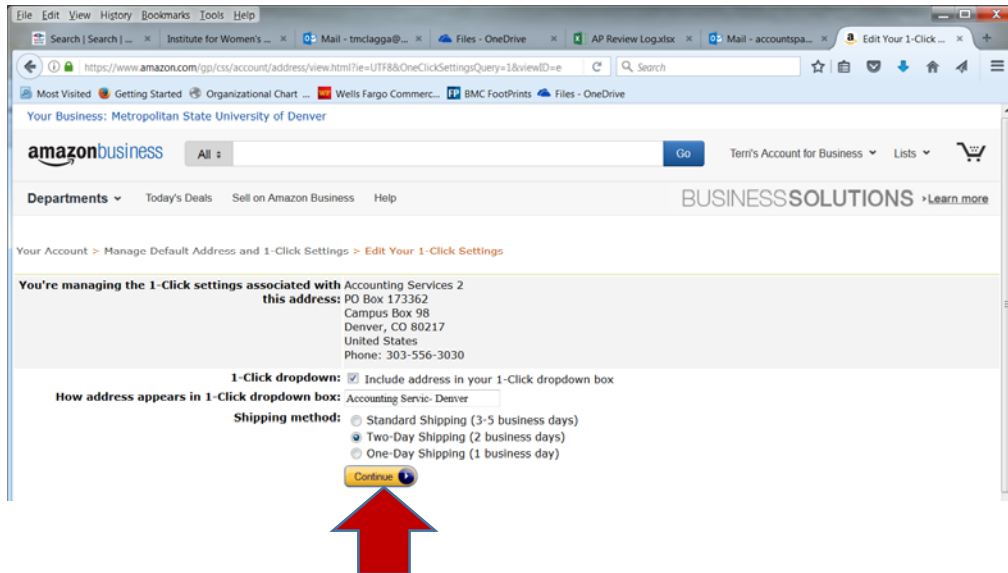 File Edit View History Bookmarks Tools Help
Search | Search | ... × Institute for Women's ... × Mail - tmclagga@... × Files - OneDrive × AP Review Log.xlsx × Mail - accountspa... × Edit Your 1-Click ... × +
https://www.amazon.com/gp/css/account/address/view.html?ie=UTF8&OneClickSettingsQuery=1&viewID=e Search
Most Visited Getting Started Organizational Chart ... Wells Fargo Commerc... BMC FootPrints Files - OneDrive
Your Business: Metropolitan State University of Denver
amazonbusiness All Go Terri's Account for Business Lists
Departments Today's Deals Sell on Amazon Business Help BUSINESSSOLUTIONS ›Learn more
Your Account > Manage Default Address and 1-Click Settings > Edit Your 1-Click Settings
You're managing the 1-Click settings associated with this address: Accounting Services 2
PO Box 173362
Campus Box 98
Denver, CO 80217
United States
Phone: 303-556-3030
1-Click dropdown: Include address in your 1-Click dropdown box
How address appears in 1-Click dropdown box: Accounting Servic- Denver
Shipping method: Standard Shipping (3-5 business days)
Two-Day Shipping (2 business days)
One-Day Shipping (1 business day)
Continue